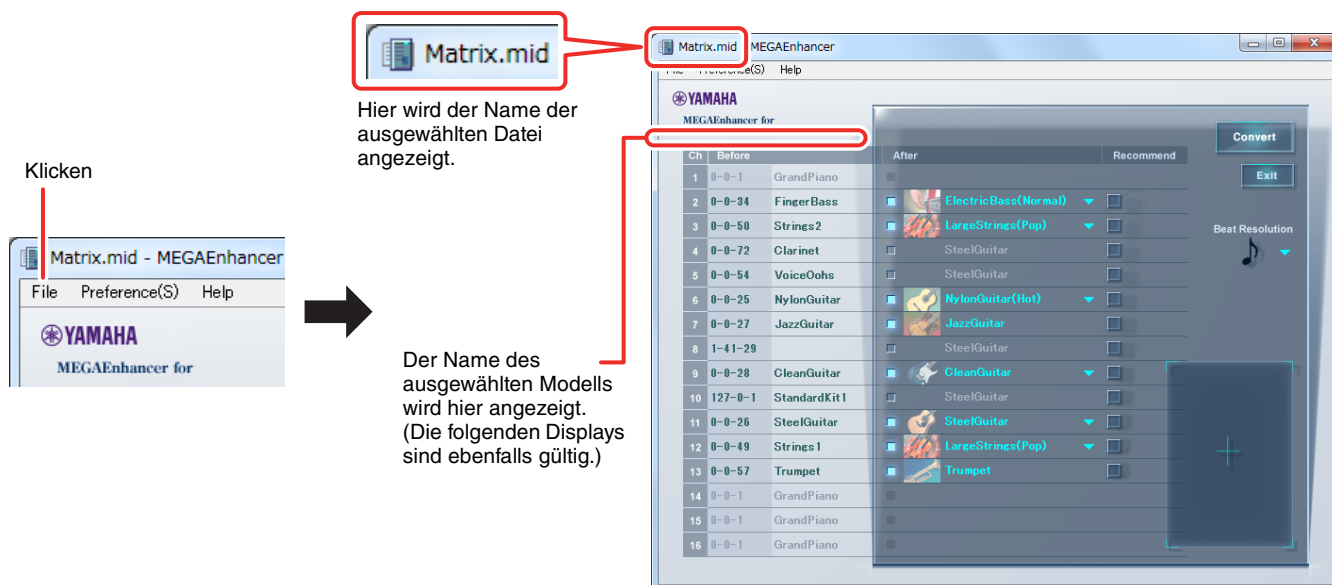 Klicken
Matrix.mid - MEGAEnhancer
File Preference(S) Help
YAMAHA
MEGAEnhancer for
Matrix.mid
Hier wird der Name der
ausgewählten Datei
angezeigt.
Der Name des
ausgewählten Modells
wird hier angezeigt.
(Die folgenden Displays
sind ebenfalls gültig.)
Matrix.mid MEGAEnhancer
File Preference(S) Help
YAMAHA
MEGAEnhancer for
Convert
Exit
Beat Resolution
Ch Before After Recommend
1 0-0-1 GrandPiano
2 0-0-34 FingerBass ElectricBass(Normal)
3 0-0-50 Strings2 LargeStrings(Pop)
4 0-0-72 Clarinet SteelGuitar
5 0-0-54 VoiceOohs SteelGuitar
6 0-0-25 NylonGuitar NylonGuitar(Hot)
7 0-0-27 JazzGuitar JazzGuitar
8 1-41-29 SteelGuitar
9 0-0-28 CleanGuitar CleanGuitar
10 127-0-1 StandardKit1 SteelGuitar
11 0-0-26 SteelGuitar SteelGuitar
12 0-0-49 Strings1 LargeStrings(Pop)
13 0-0-57 Trumpet Trumpet
14 0-0-1 GrandPiano
15 0-0-1 GrandPiano
16 0-0-1 GrandPiano